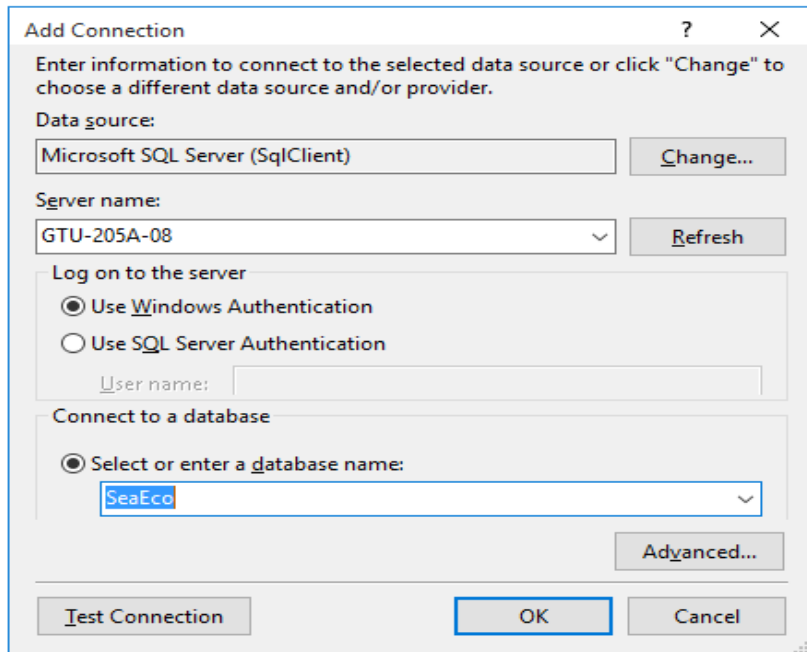 Add Connection ?
Enter information to connect to the selected data source or click "Change" to
choose a different data source and/or provider.
Data source:
Microsoft SQL Server (SqlClient) Change...
Server name:
GTU-205A-08 Refresh
Log on to the server
Use Windows Authentication
Use SQL Server Authentication
User name:
Connect to a database
Select or enter a database name:
SeaEco
Advanced...
Test Connection OK Cancel